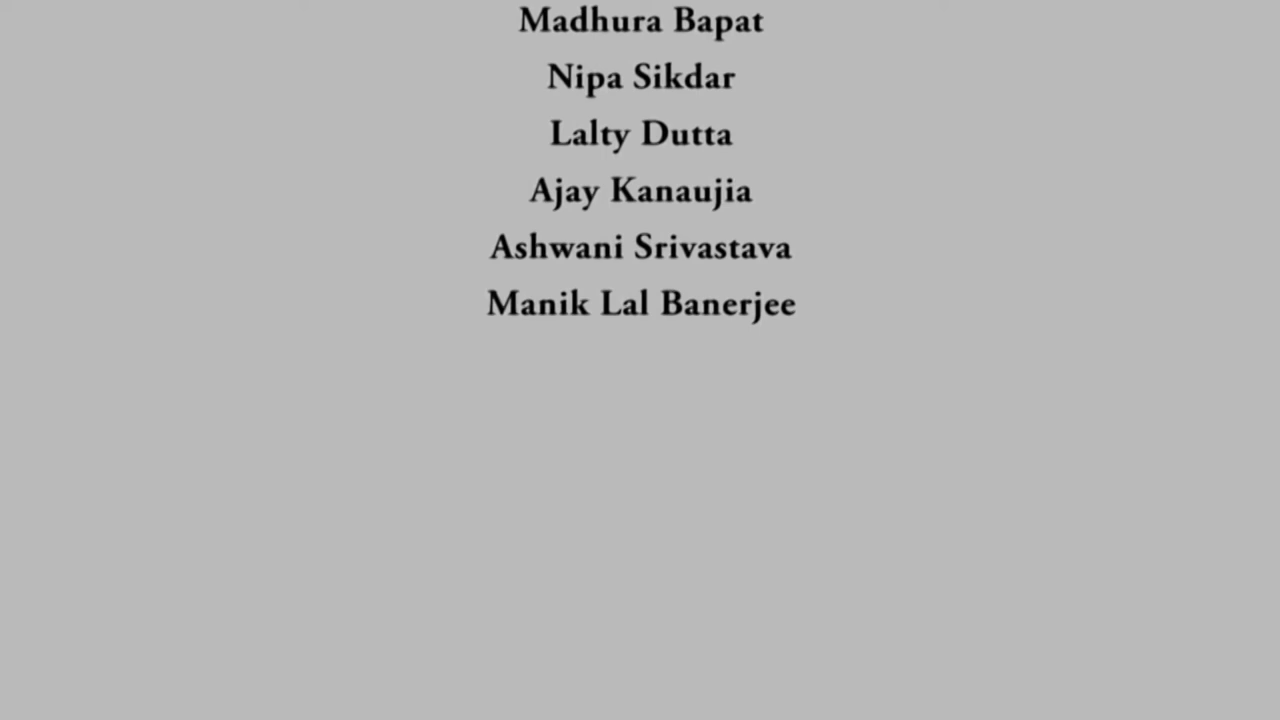 Madhura Bapat
Nipa Sikdar
Lalty Dutta
Ajay Kanaujia
Ashwani Srivastava
Manik Lal Banerjee